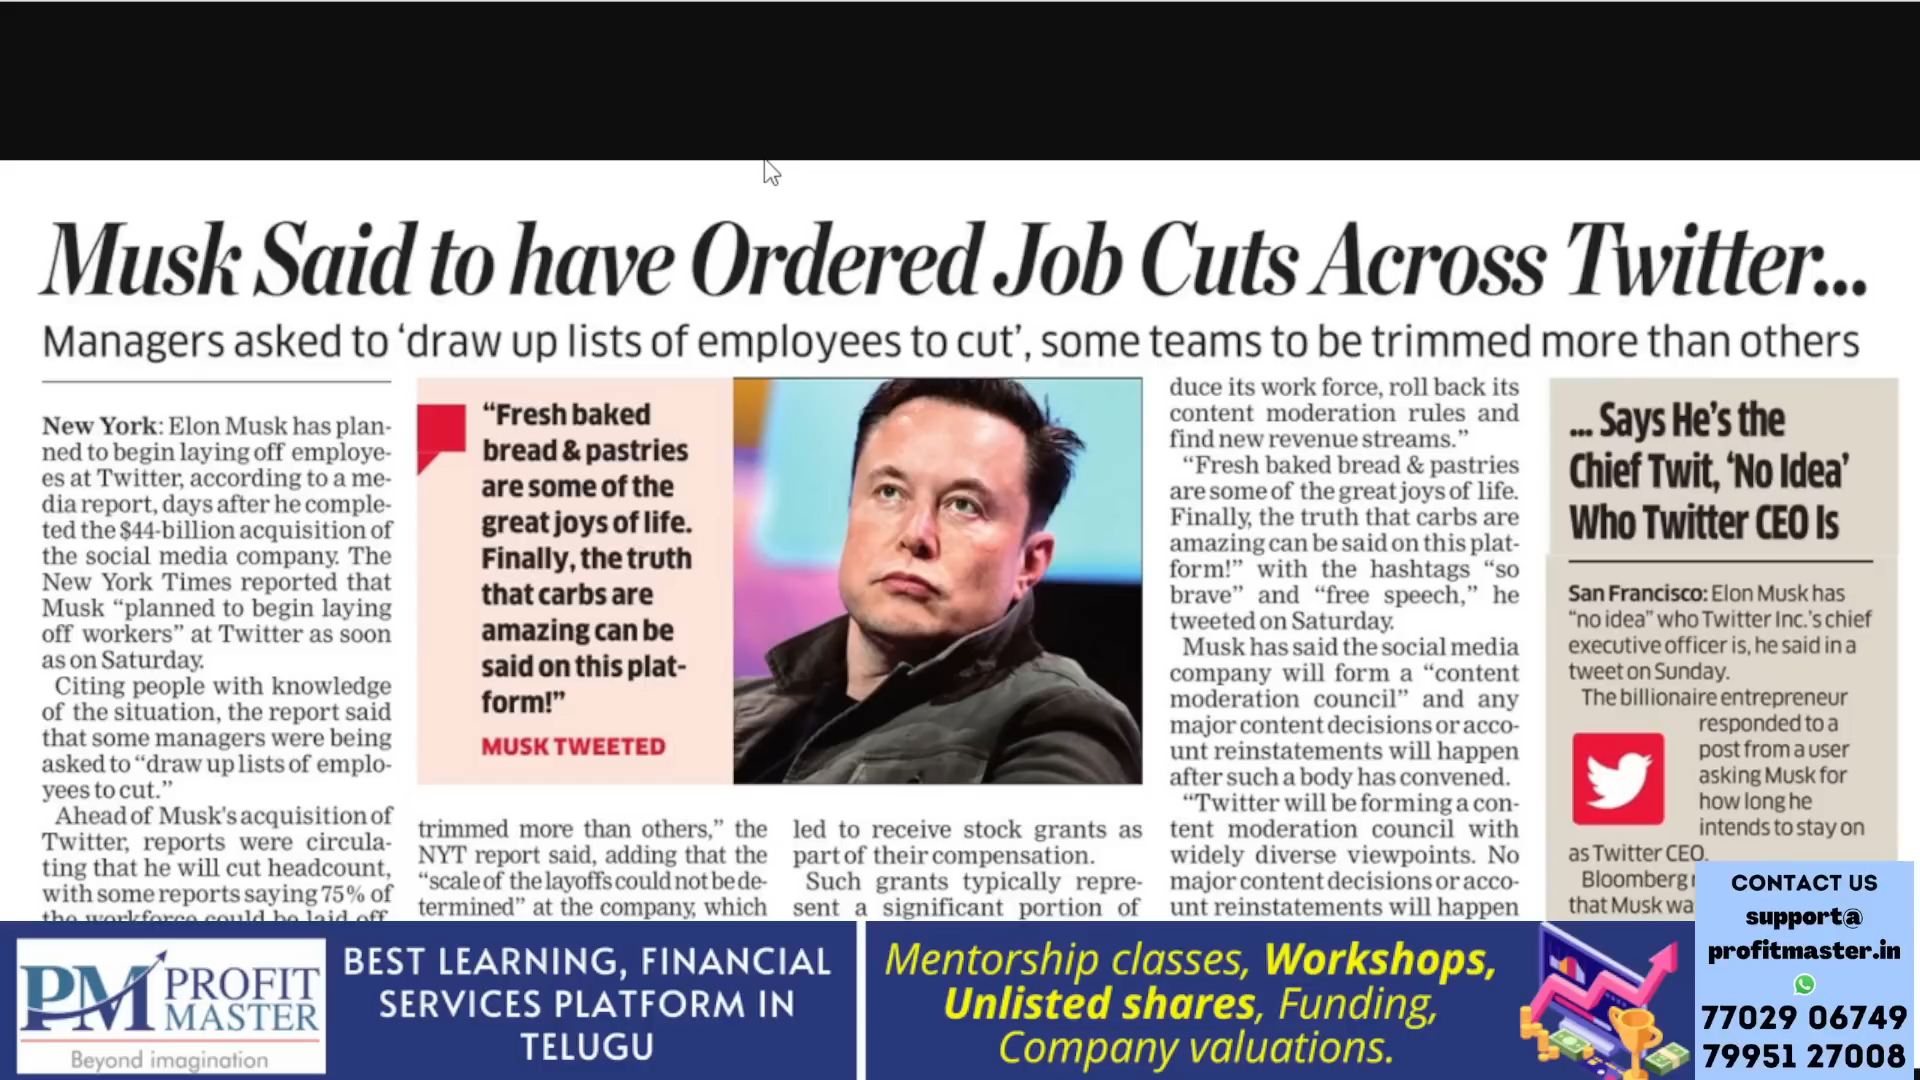 Musk Said to have Ordered Job Cuts Across Twitter...
Managers asked to ‘draw up lists of employees to cut’, some teams to be trimmed more than others
New York: Elon Musk has plan-
ned to begin laying off employe-
es at Twitter, according to a me-
dia report, days after he comple-
ted the $44-billion acquisition of
the social media company. The
New York Times reported that
Musk “planned to begin laying
off workers” at Twitter as soon
as on Saturday.
Citing people with knowledge
of the situation, the report said
that some managers were being
asked to “draw up lists of emplo-
yees to cut.”
Ahead of Musk's acquisition of
Twitter, reports were circula-
ting that he will cut headcount,
with some reports saying 75% of
the workforce could be laid off.
“Fresh baked
bread & pastries
are some of the
great joys of life.
Finally, the truth
that carbs are
amazing can be
said on this plat-
form!”
MUSK TWEETED
trimmed more than others,” the
NYT report said, adding that the
“scale of the layoffs could not be de-
termined” at the company, which
led to receive stock grants as
part of their compensation.
Such grants typically repre-
sent a significant portion of
duce its work force, roll back its
content moderation rules and
find new revenue streams.”
“Fresh baked bread & pastries
are some of the great joys of life.
Finally, the truth that carbs are
amazing can be said on this plat-
form!” with the hashtags “so
brave” and “free speech,” he
tweeted on Saturday.
Musk has said the social media
company will form a “content
moderation council” and any
major content decisions or acco-
unt reinstatements will happen
after such a body has convened.
“Twitter will be forming a con-
tent moderation council with
widely diverse viewpoints. No
major content decisions or acco-
unt reinstatements will happen
... Says He’s the
Chief Twit, ‘No Idea’
Who Twitter CEO Is
San Francisco: Elon Musk has
“no idea” who Twitter Inc.’s chief
executive officer is, he said in a
tweet on Sunday.
The billionaire entrepreneur
responded to a
post from a user
asking Musk for
how long he
intends to stay on
as Twitter CEO.
Bloomberg
that Musk wa
PM PROFIT
MASTER
Beyond imagination
BEST LEARNING, FINANCIAL
SERVICES PLATFORM IN
TELUGU
Mentorship classes, Workshops,
Unlisted shares, Funding,
Company valuations.
CONTACT US
support@
profitmaster.in
77029 06749
79951 27008